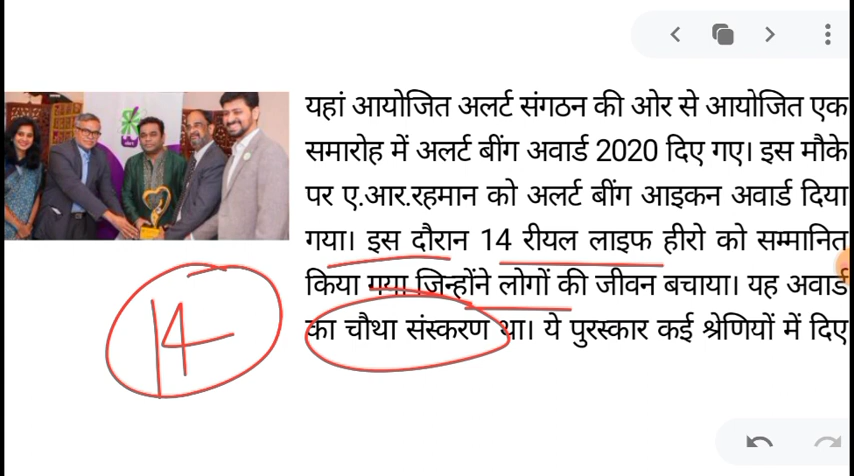 यहां आयोजित अलर्ट संगठन की ओर से आयोजित एक
समारोह में अलर्ट बींग अवार्ड 2020 दिए गए। इस मौके
पर ए.आर.रहमान को अलर्ट बींग आइकन अवार्ड दिया
गया। इस दौरान 14 रीयल लाइफ हीरो को सम्मानित
किया गया जिन्होंने लोगों की जीवन बचाया। यह अवार्ड
का चौथा संस्करण था। ये पुरस्कार कई श्रेणियों में दिए
14